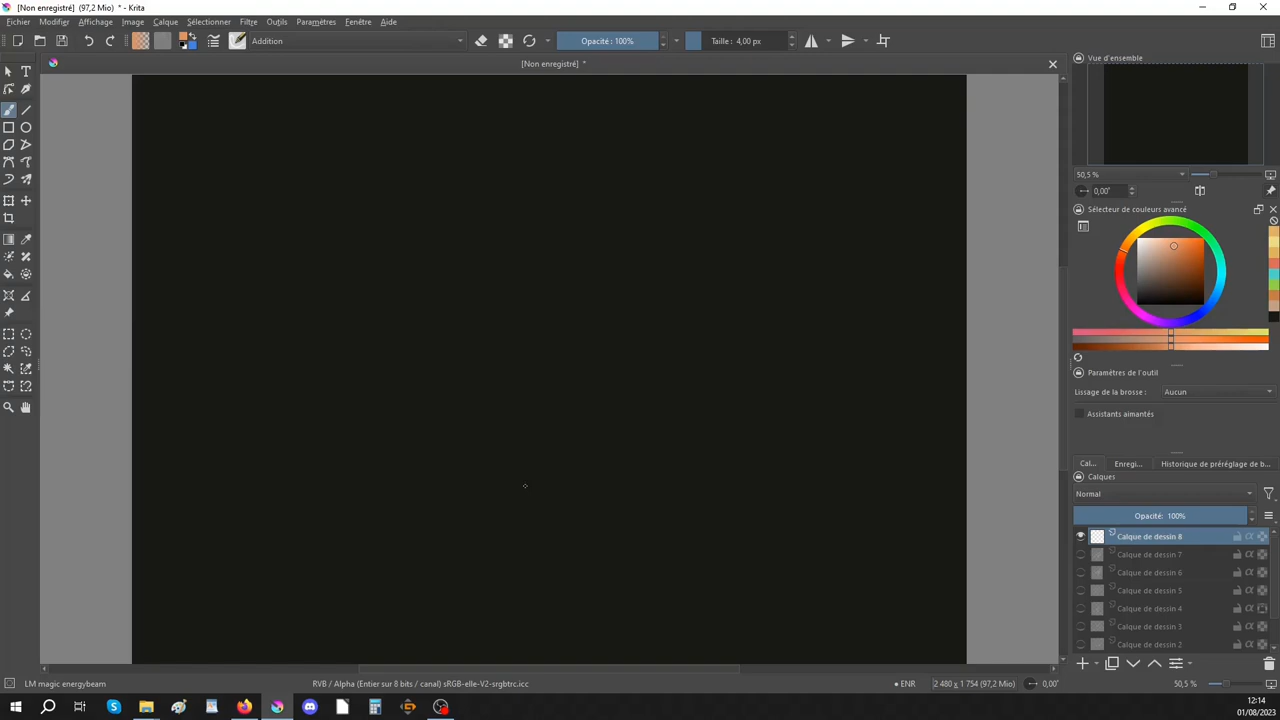 [Non enregistré] (97,2 Mio) * - Krita
Fichier Modifier Affichage Image Calque Sélectionner Filtre Outils Paramètres Fenêtre Aide
Addition
Opacité : 100%
Taille : 4,00 px
[Non enregistré] *
Vue d'ensemble
50,5 %
0,00°
Sélecteur de couleurs avancé
Paramètres de l'outil
Lissage de la brosse : Aucun
Assistants aimantés
Cal... Enregi... Historique de préréglage de b...
Calques
Normal
Opacité: 100%
Calque de dessin 8
Calque de dessin 7
Calque de dessin 6
Calque de dessin 5
Calque de dessin 4
Calque de dessin 3
Calque de dessin 2
LM magic energybeam
RVB / Alpha (Entier sur 8 bits / canal) sRGB-elle-V2-srgbtrc.icc
ENR
2 480 x 1 754 (97,2 Mio)
0,00°
50,5 %
12:14
01/08/2023